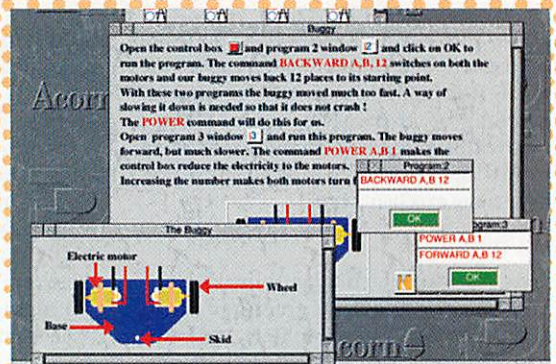 Buggy
Open the control box and program 2 window 2 and click on OK to
run the program. The command BACKWARD A,B, 12 switches on both the
motors and our buggy moves back 12 places to its starting point.
With these two programs the buggy moved much too fast. A way of
slowing it down is needed so that it does not crash !
The POWER command will do this for us.
Open program 3 window 3 and run this program. The buggy moves
forward, but much slower. The command POWER A,B 1 makes the
control box reduce the electricity to the motors.
Increasing the number makes both motors turn
Program:2
BACKWARD A,B 12
OK
gram:3
POWER A,B 1
FORWARD A,B 12
OK
The Buggy
Electric motor
Wheel
Base
Skid
Acorn
corn